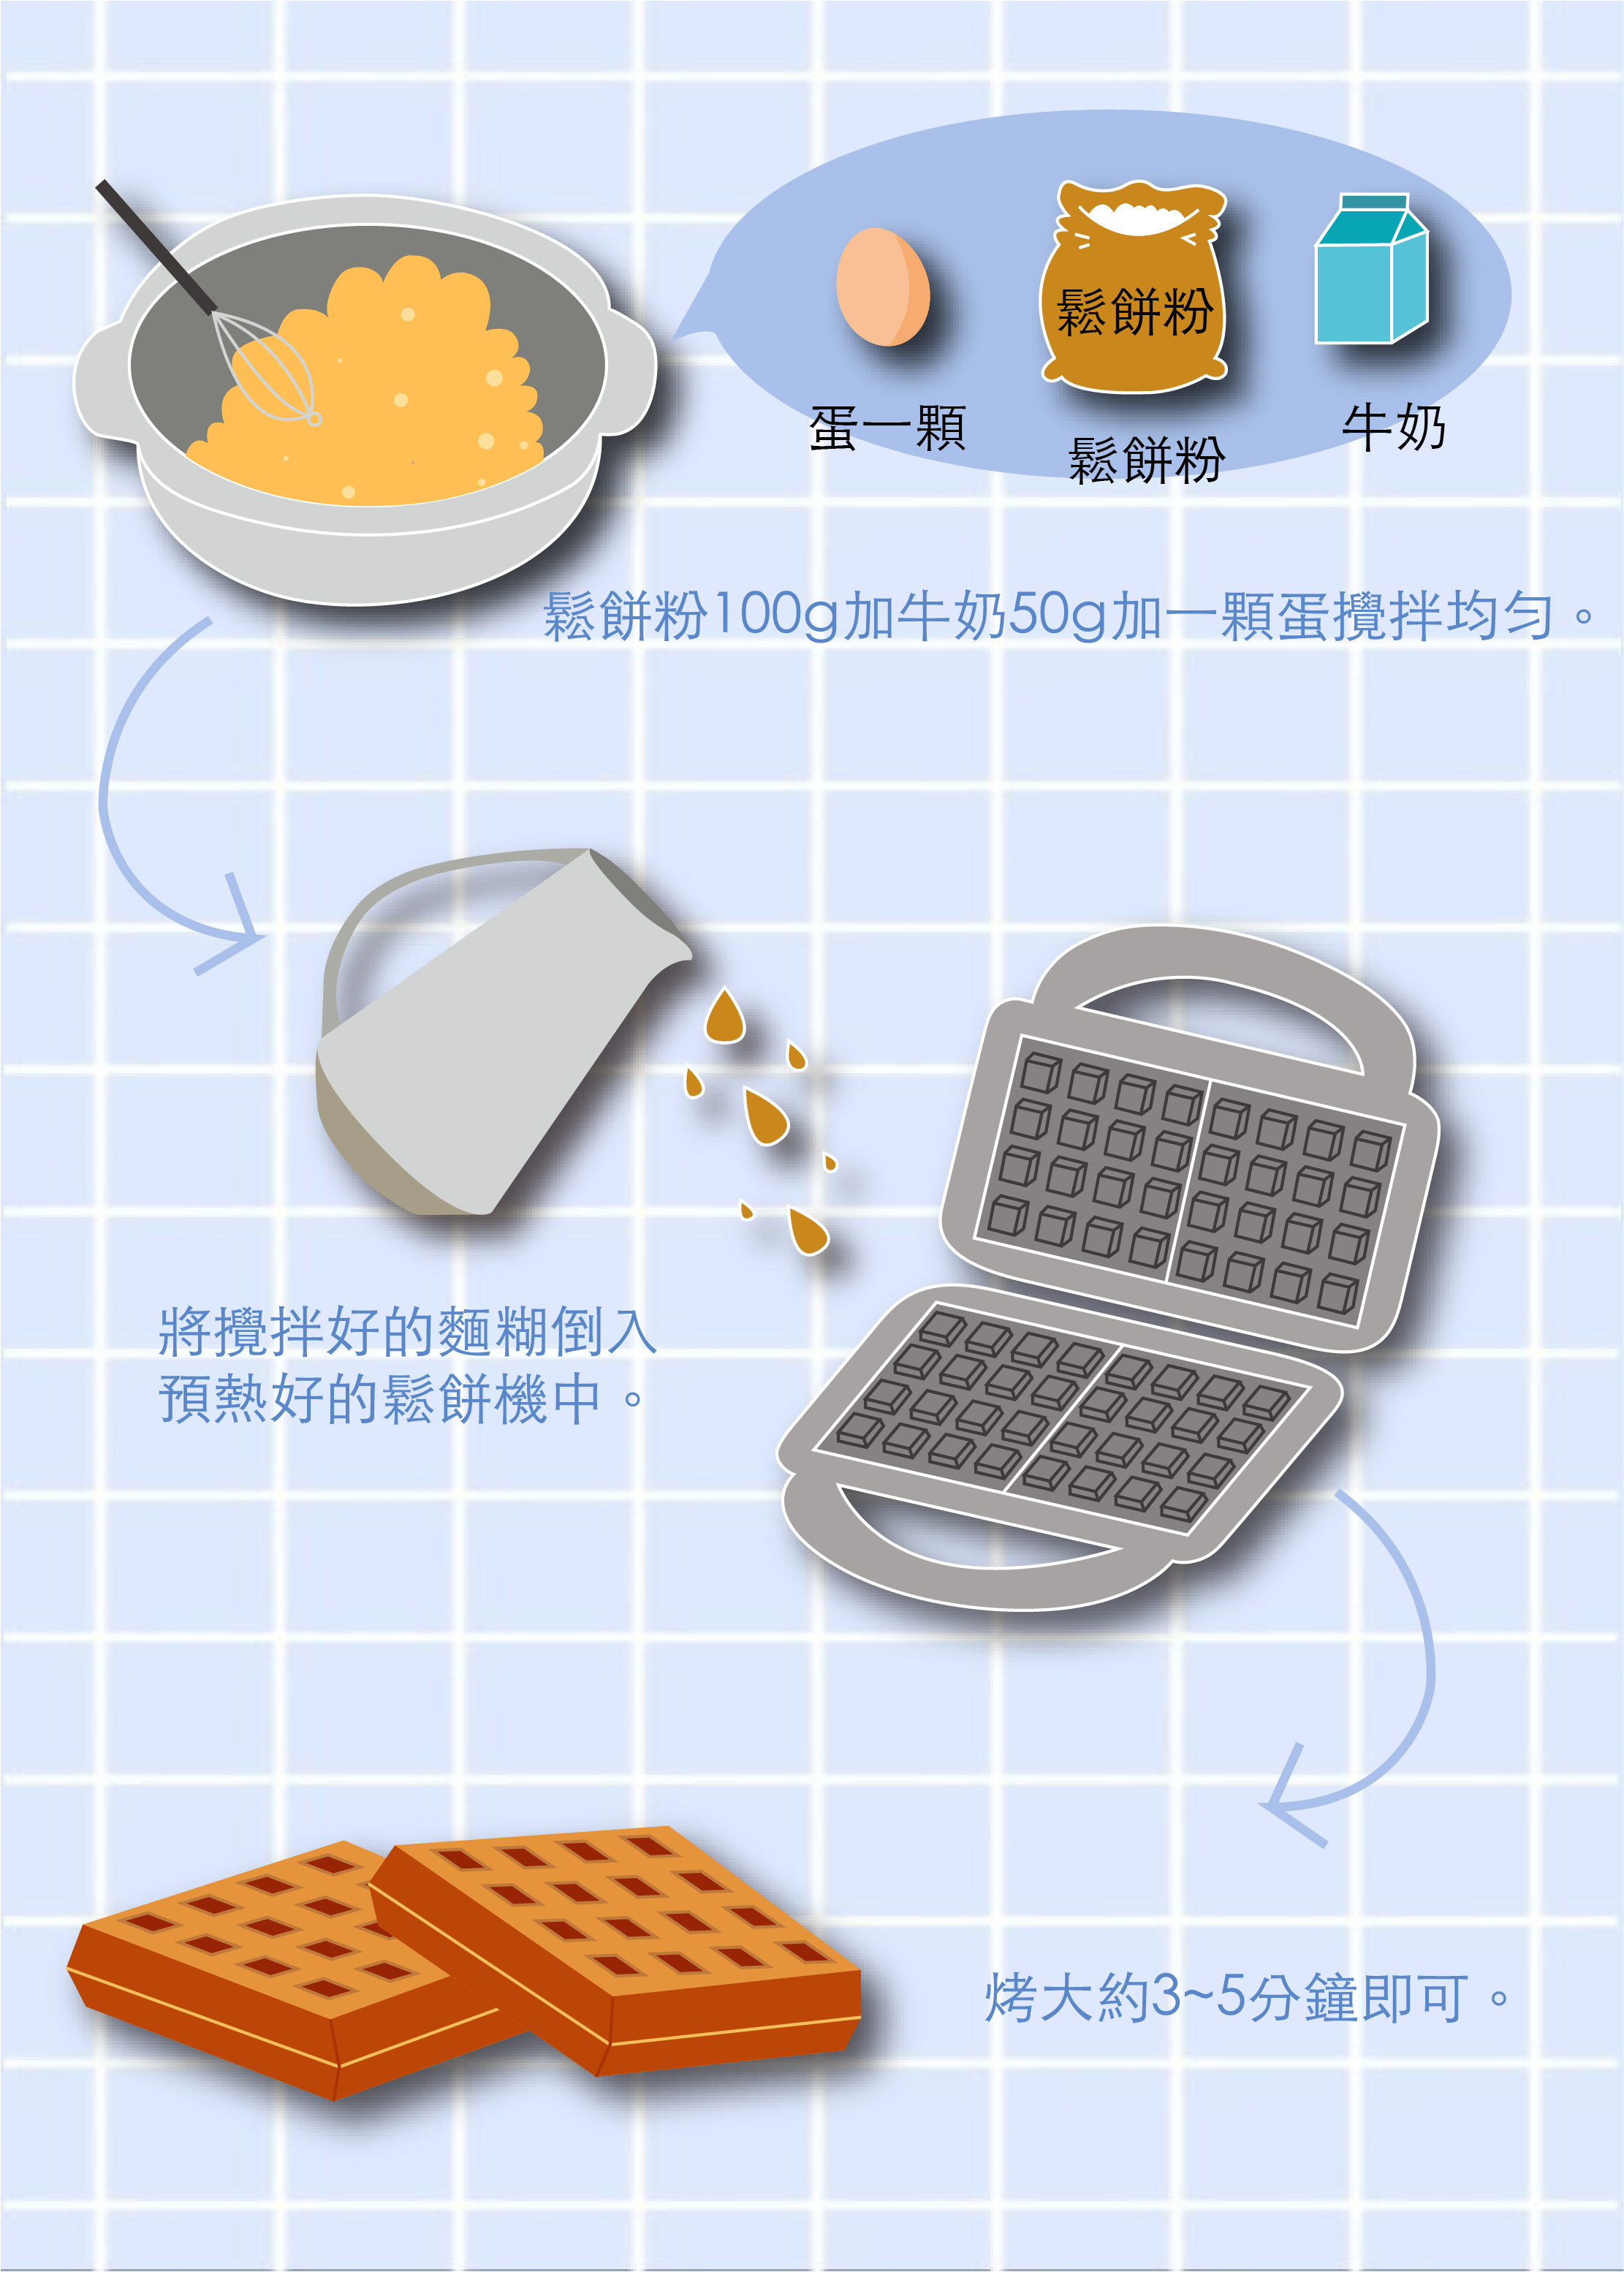 鬆餅粉
蛋一顆
鬆餅粉
牛奶
鬆餅粉100g加牛奶50g加一顆蛋攪拌均勻。
將攪拌好的麵糊倒入
預熱好的鬆餅機中。
烤大約3~5分鐘即可。